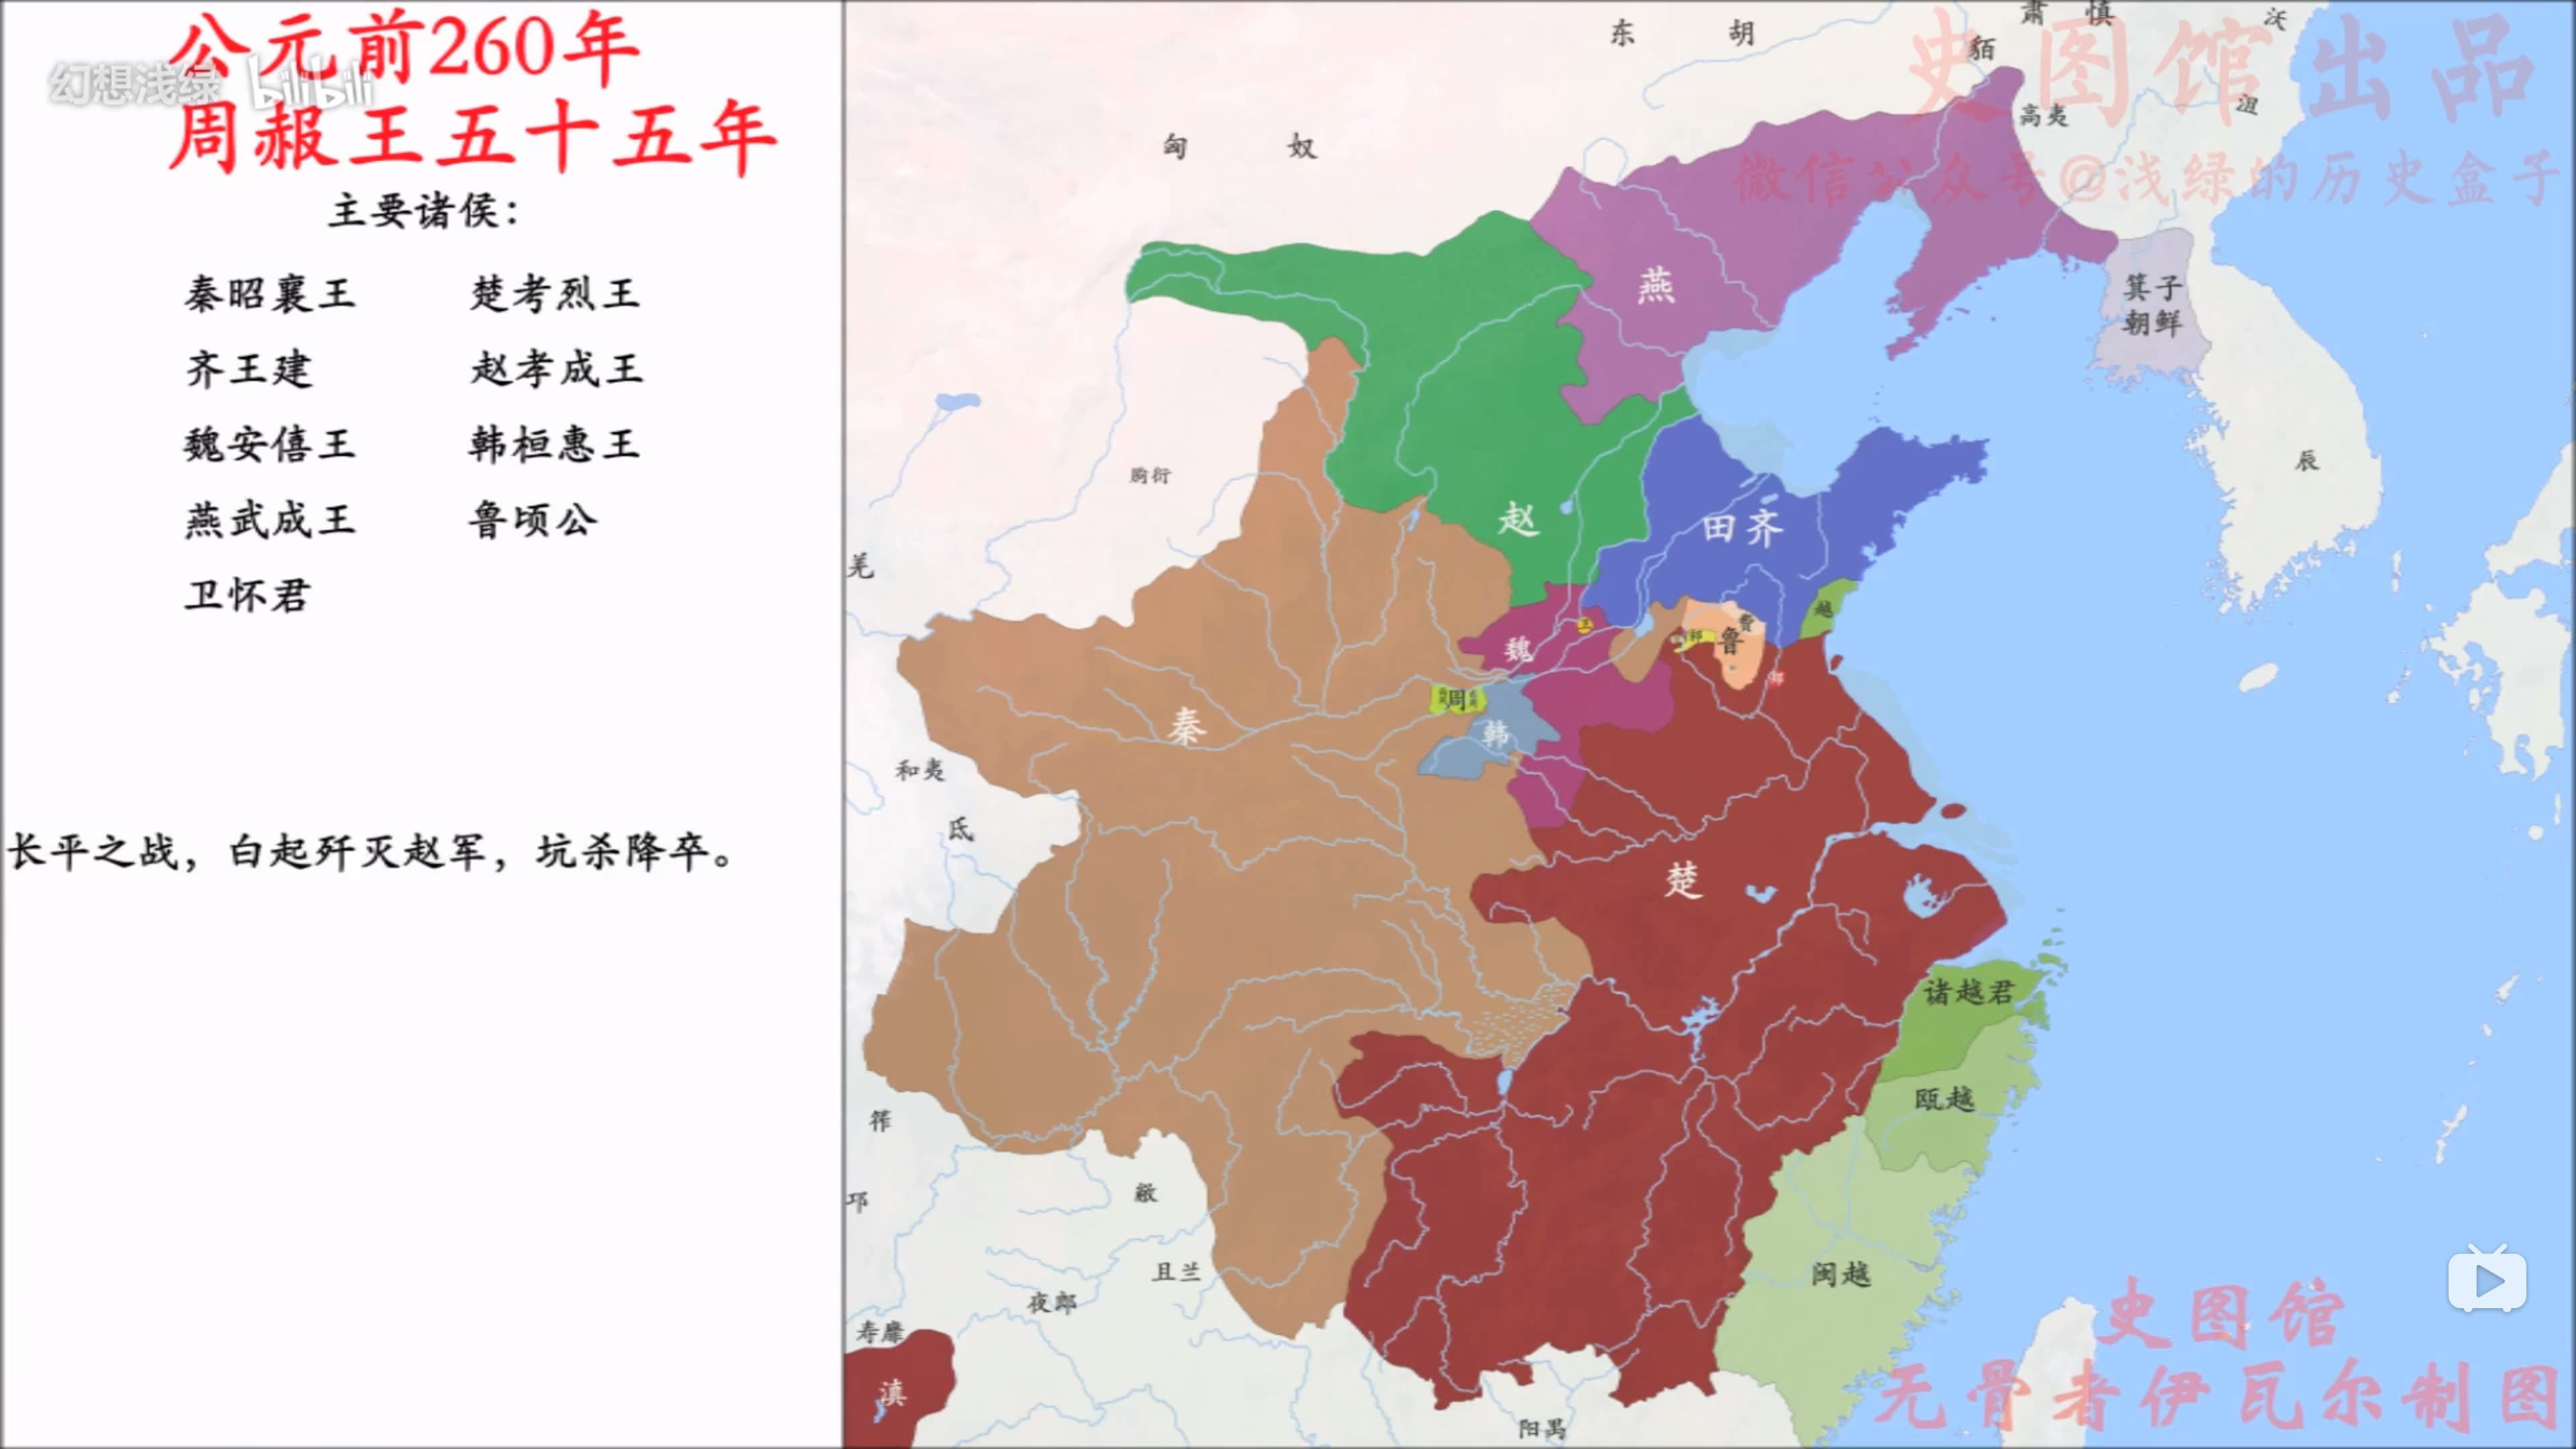 公元前260年
幻想浅绿 bilibili
周赧王五十五年
主要诸侯：
秦昭襄王 楚考烈王
齐王建 赵孝成王
魏安僖王 韩桓惠王
燕武成王 鲁顷公
卫怀君
长平之战，白起歼灭赵军，坑杀降卒。
史图馆出品
微信公众号@浅绿的历史盒子
东胡
肃慎
沃
貊
沮
高夷
匈奴
燕
箕子
朝鲜
朐衍
辰
赵
田齐
羌
越
卫
费
邾
鲁
魏
郯
周
秦
韩
和夷
氐
楚
诸越君
瓯越
笮
邛
敝
且兰
夜郎
闽越
寿靡
滇
阳禺
史图馆
无骨者伊瓦尔制图